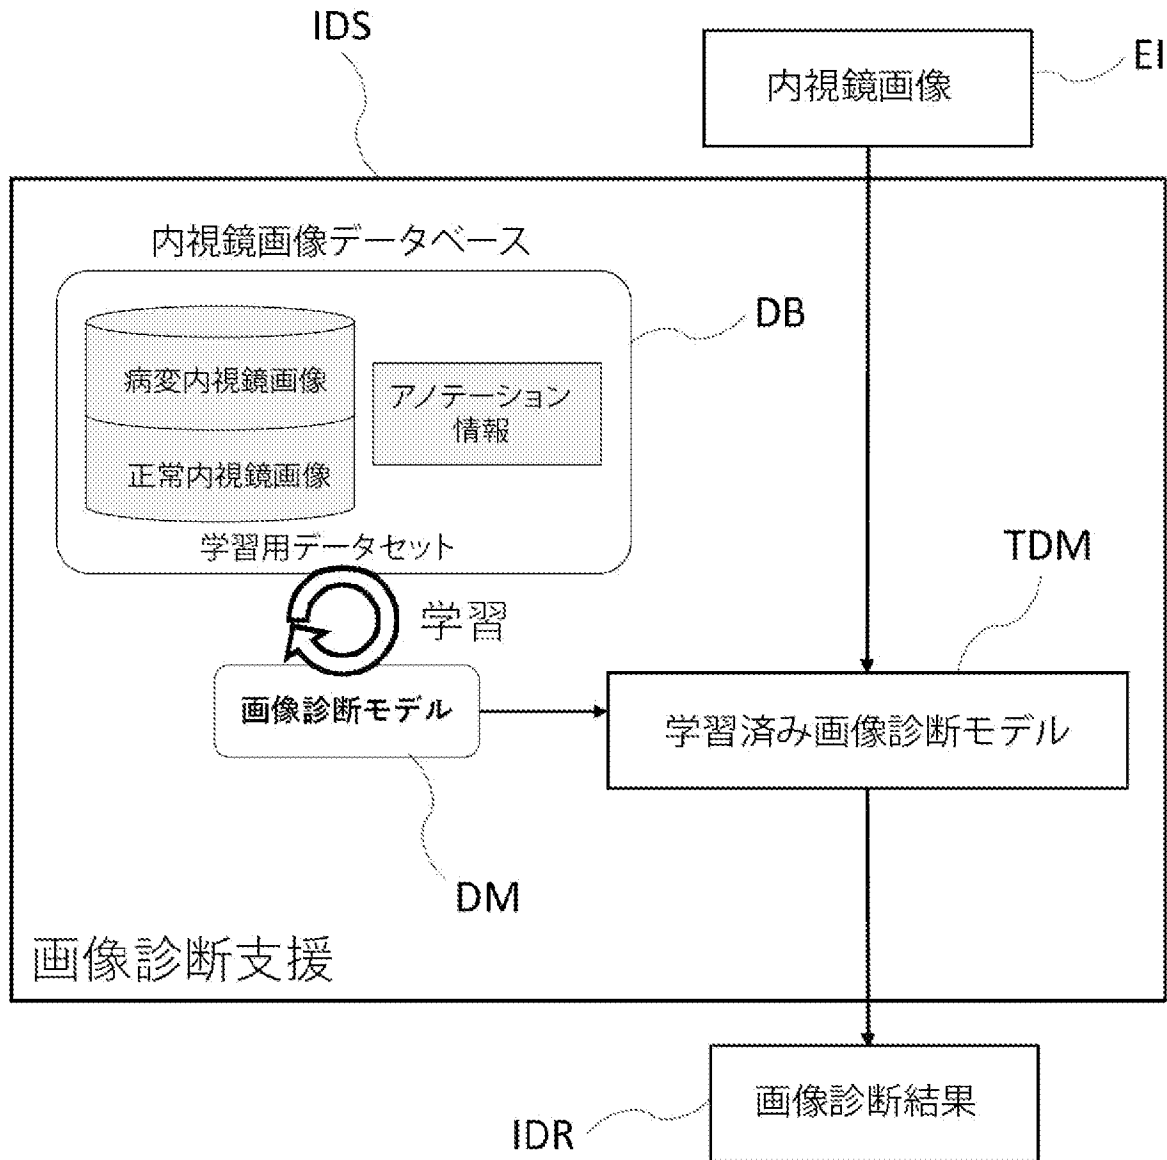 IDS
内視鏡画像
EI
内視鏡画像データベース
DB
病変内視鏡画像
アノテーション
情報
正常内視鏡画像
学習用データセット
学習
TDM
画像診断モデル
学習済み画像診断モデル
DM
画像診断支援
画像診断結果
IDR